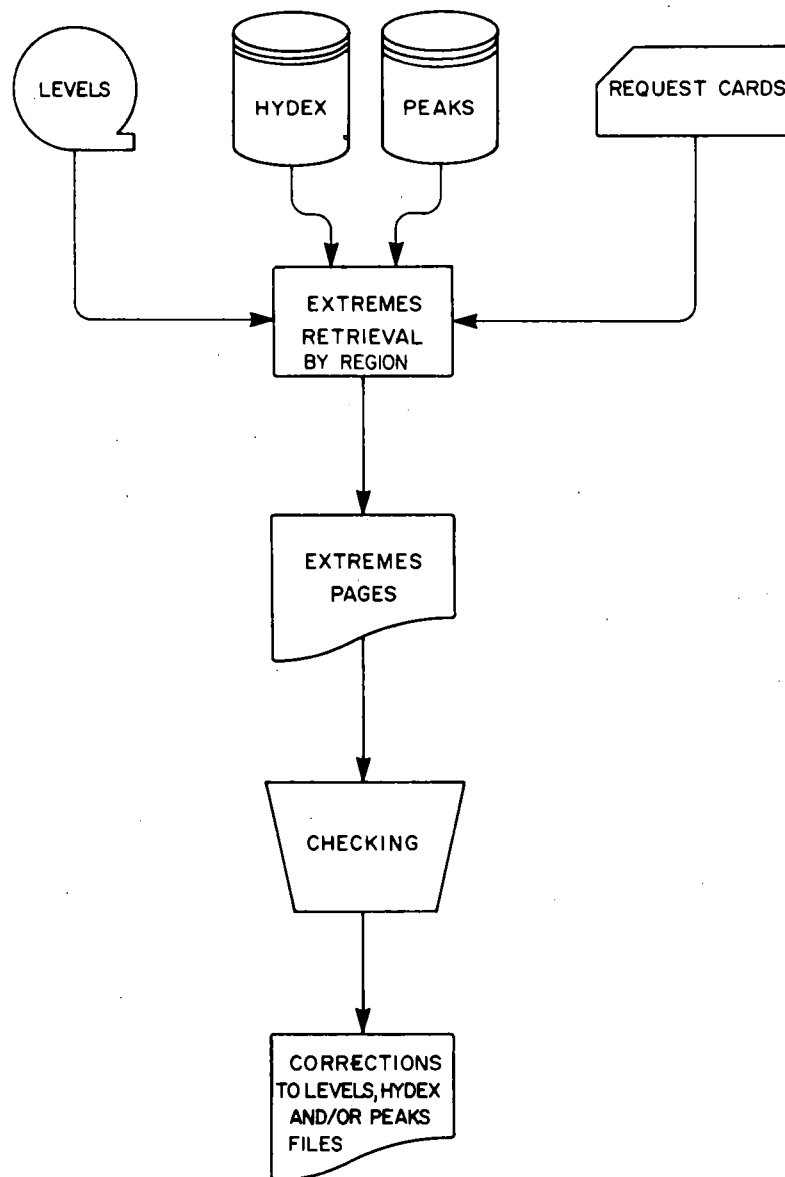 LEVELS
HYDEX
PEAKS
REQUEST CARDS
EXTREMES
RETRIEVAL
BY REGION
EXTREMES
PAGES
CHECKING
CORRECTIONS
TO LEVELS, HYDEX
AND/OR PEAKS
FILES